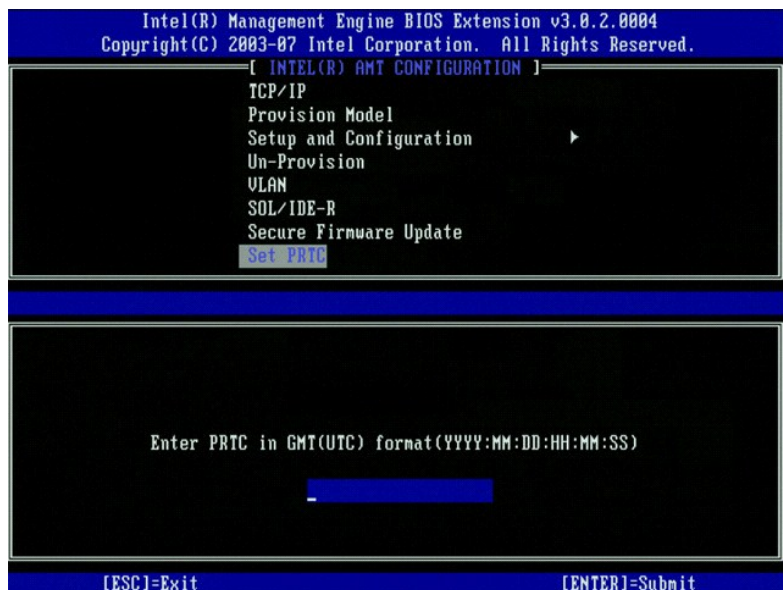 Intel(R) Management Engine BIOS Extension v3.0.2.0004
Copyright(C) 2003-07 Intel Corporation. All Rights Reserved.
[ INTEL(R) AMT CONFIGURATION ]
TCP/IP
Provision Model
Setup and Configuration
Un-Provision
VLAN
SOL/IDE-R
Secure Firmware Update
Set PRTC
Enter PRTC in GMT(UTC) format(YYYY:MM:DD:HH:MM:SS)
[ESC]=Exit [ENTER]=Submit